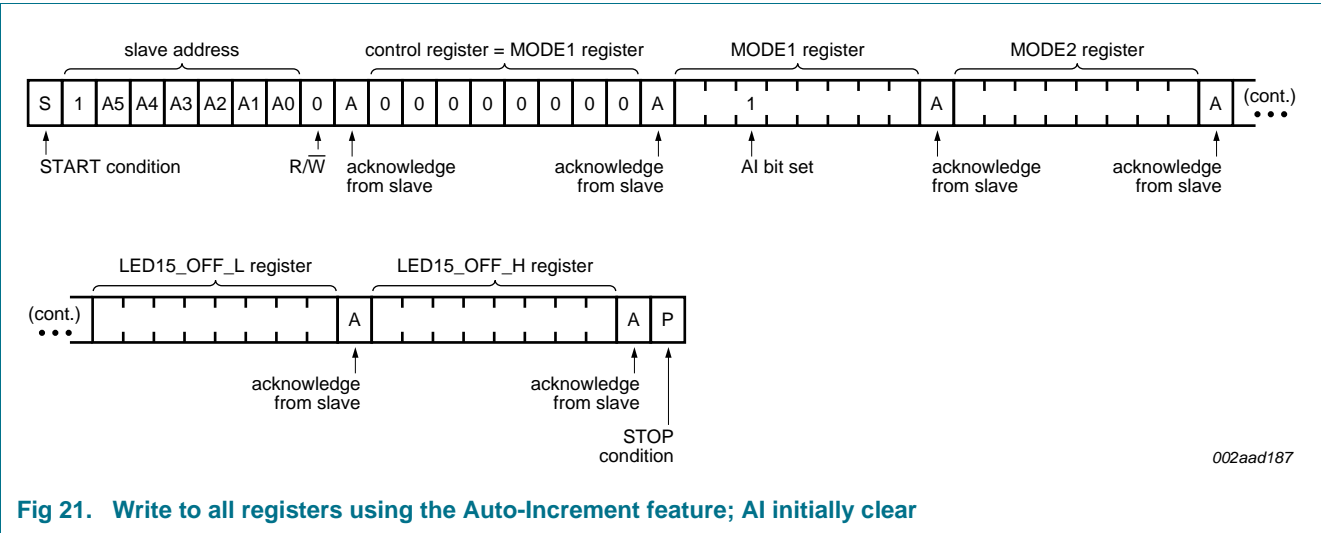 slave address control register = MODE1 register MODE1 register MODE2 register
S 1 A5 A4 A3 A2 A1 A0 0 A 0 0 0 0 0 0 0 0 A 1 A A (cont.)
START condition R/W̅ acknowledge from slave acknowledge from slave AI bit set acknowledge from slave acknowledge from slave
LED15_OFF_L register LED15_OFF_H register
(cont.) A A P
acknowledge from slave acknowledge from slave
STOP condition
002aad187
Fig 21. Write to all registers using the Auto-Increment feature; AI initially clear